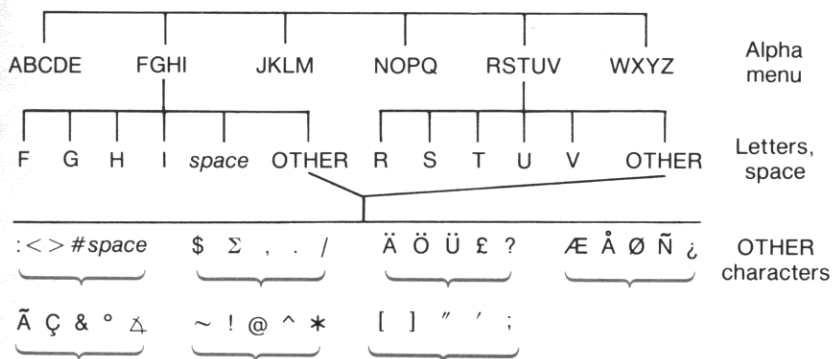 ABCDE FGHI JKLM NOPQ RSTUV WXYZ Alpha menu
F G H I space OTHER R S T U V OTHER Letters, space
: < > # space $ Σ , . / Ä Ö Ü £ ? Æ Å Ø Ñ ¿ OTHER characters
Ã Ç & ° ∡ ~ ! @ ^ * [ ] " ' ;